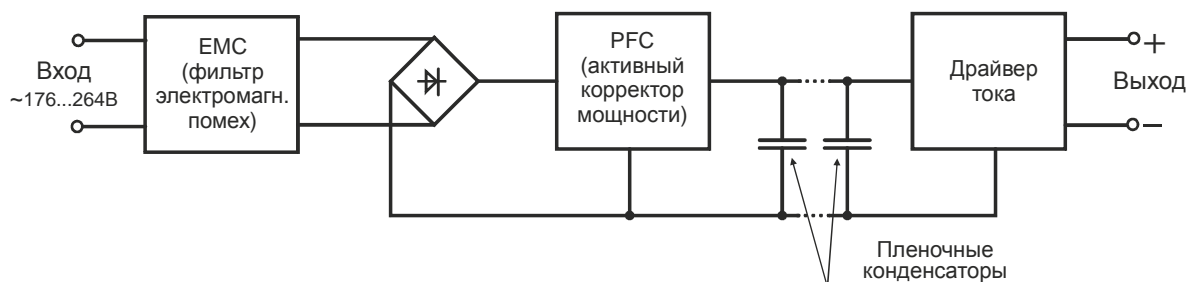 Вход
~176...264В
EMC
(фильтр
электромагн.
помех)
PFC
(активный
корректор
мощности)
Драйвер
тока
+
Выход
−
Пленочные
конденсаторы